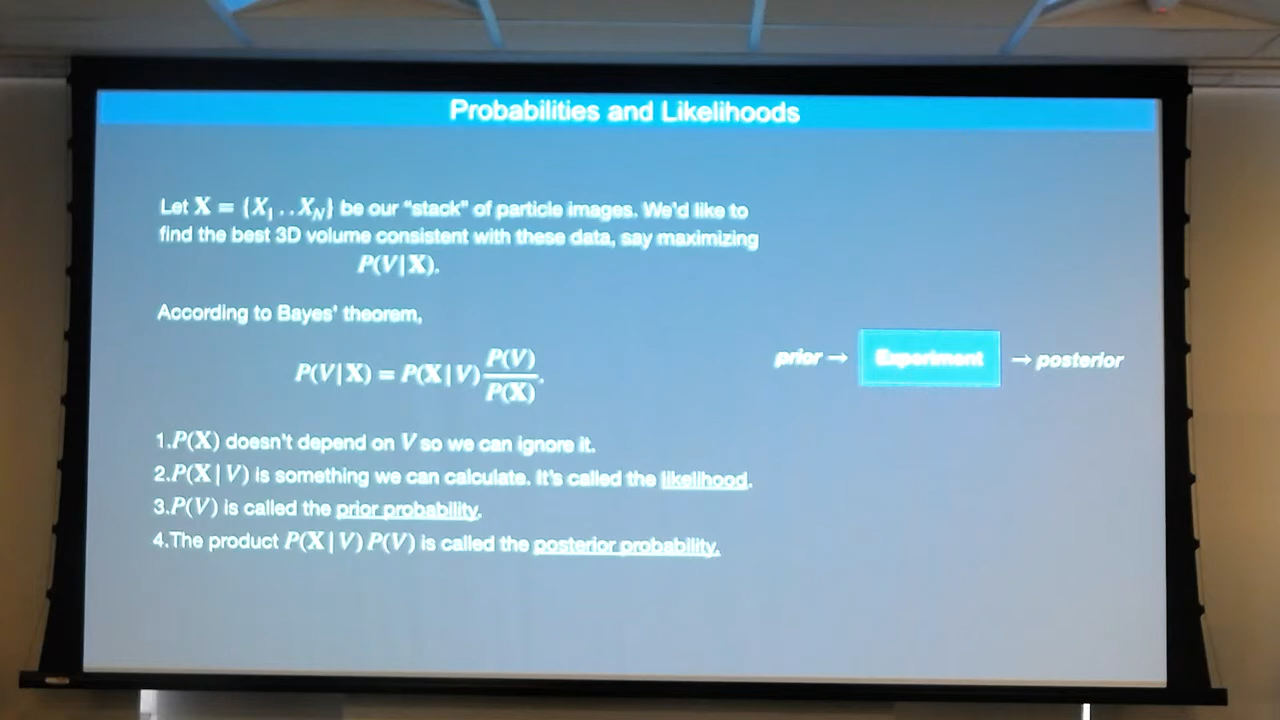 Probabilities and Likelihoods
Let X = {X₁ . . X_N} be our “stack” of particle images. We'd like to
find the best 3D volume consistent with these data, say maximizing
P(V|X).
According to Bayes' theorem,
P(V|X) = P(X|V) P(V)/P(X).
prior → Experiment → posterior
1.P(X) doesn't depend on V so we can ignore it.
2.P(X|V) is something we can calculate. It's called the likelihood.
3.P(V) is called the prior probability.
4.The product P(X|V) P(V) is called the posterior probability.